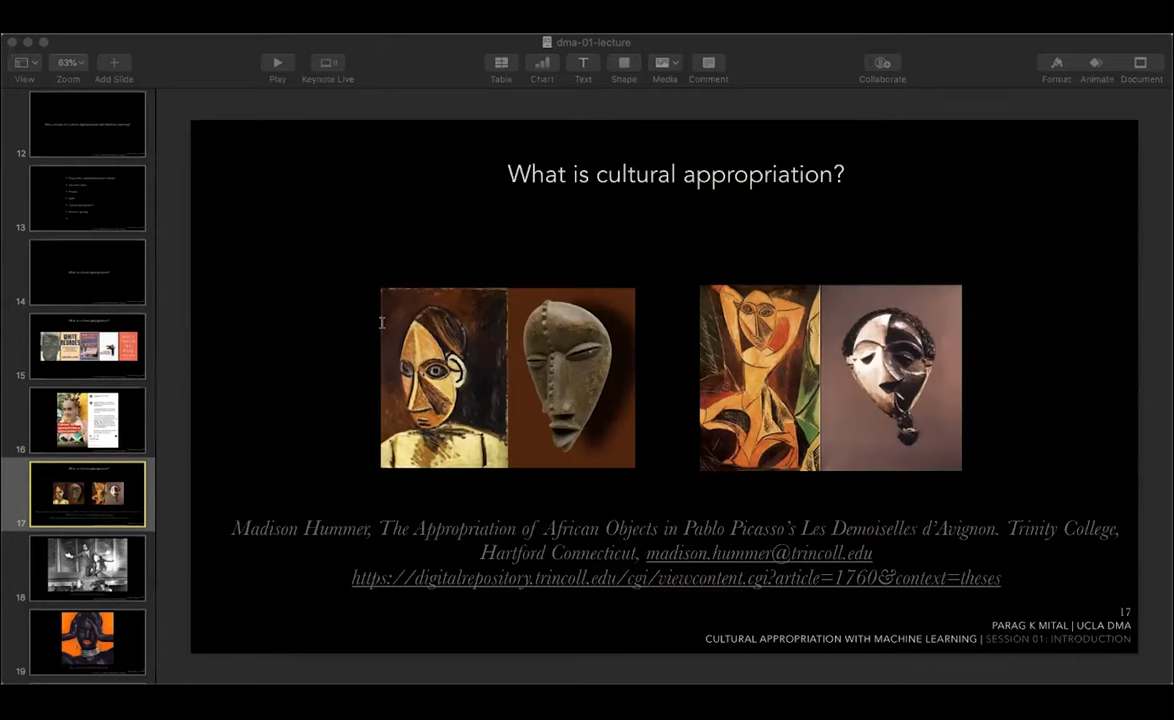 dma-01-lecture
63%
View
Zoom
Add Slide
Play
Keynote Live
Table
Chart
Text
Shape
Media
Comment
Collaborate
Format
Animate
Document
12
13
14
What is cultural appropriation?
15
16
17
18
19
What is cultural appropriation?
Madison Hummer, The Appropriation of African Objects in Pablo Picasso's Les Demoiselles d'Avignon. Trinity College,
Hartford Connecticut, madison.hummer@trincoll.edu
https://digitalrepository.trincoll.edu/cgi/viewcontent.cgi?article=1760&context=theses
17
PARAG K MITAL | UCLA DMA
CULTURAL APPROPRIATION WITH MACHINE LEARNING | SESSION 01: INTRODUCTION